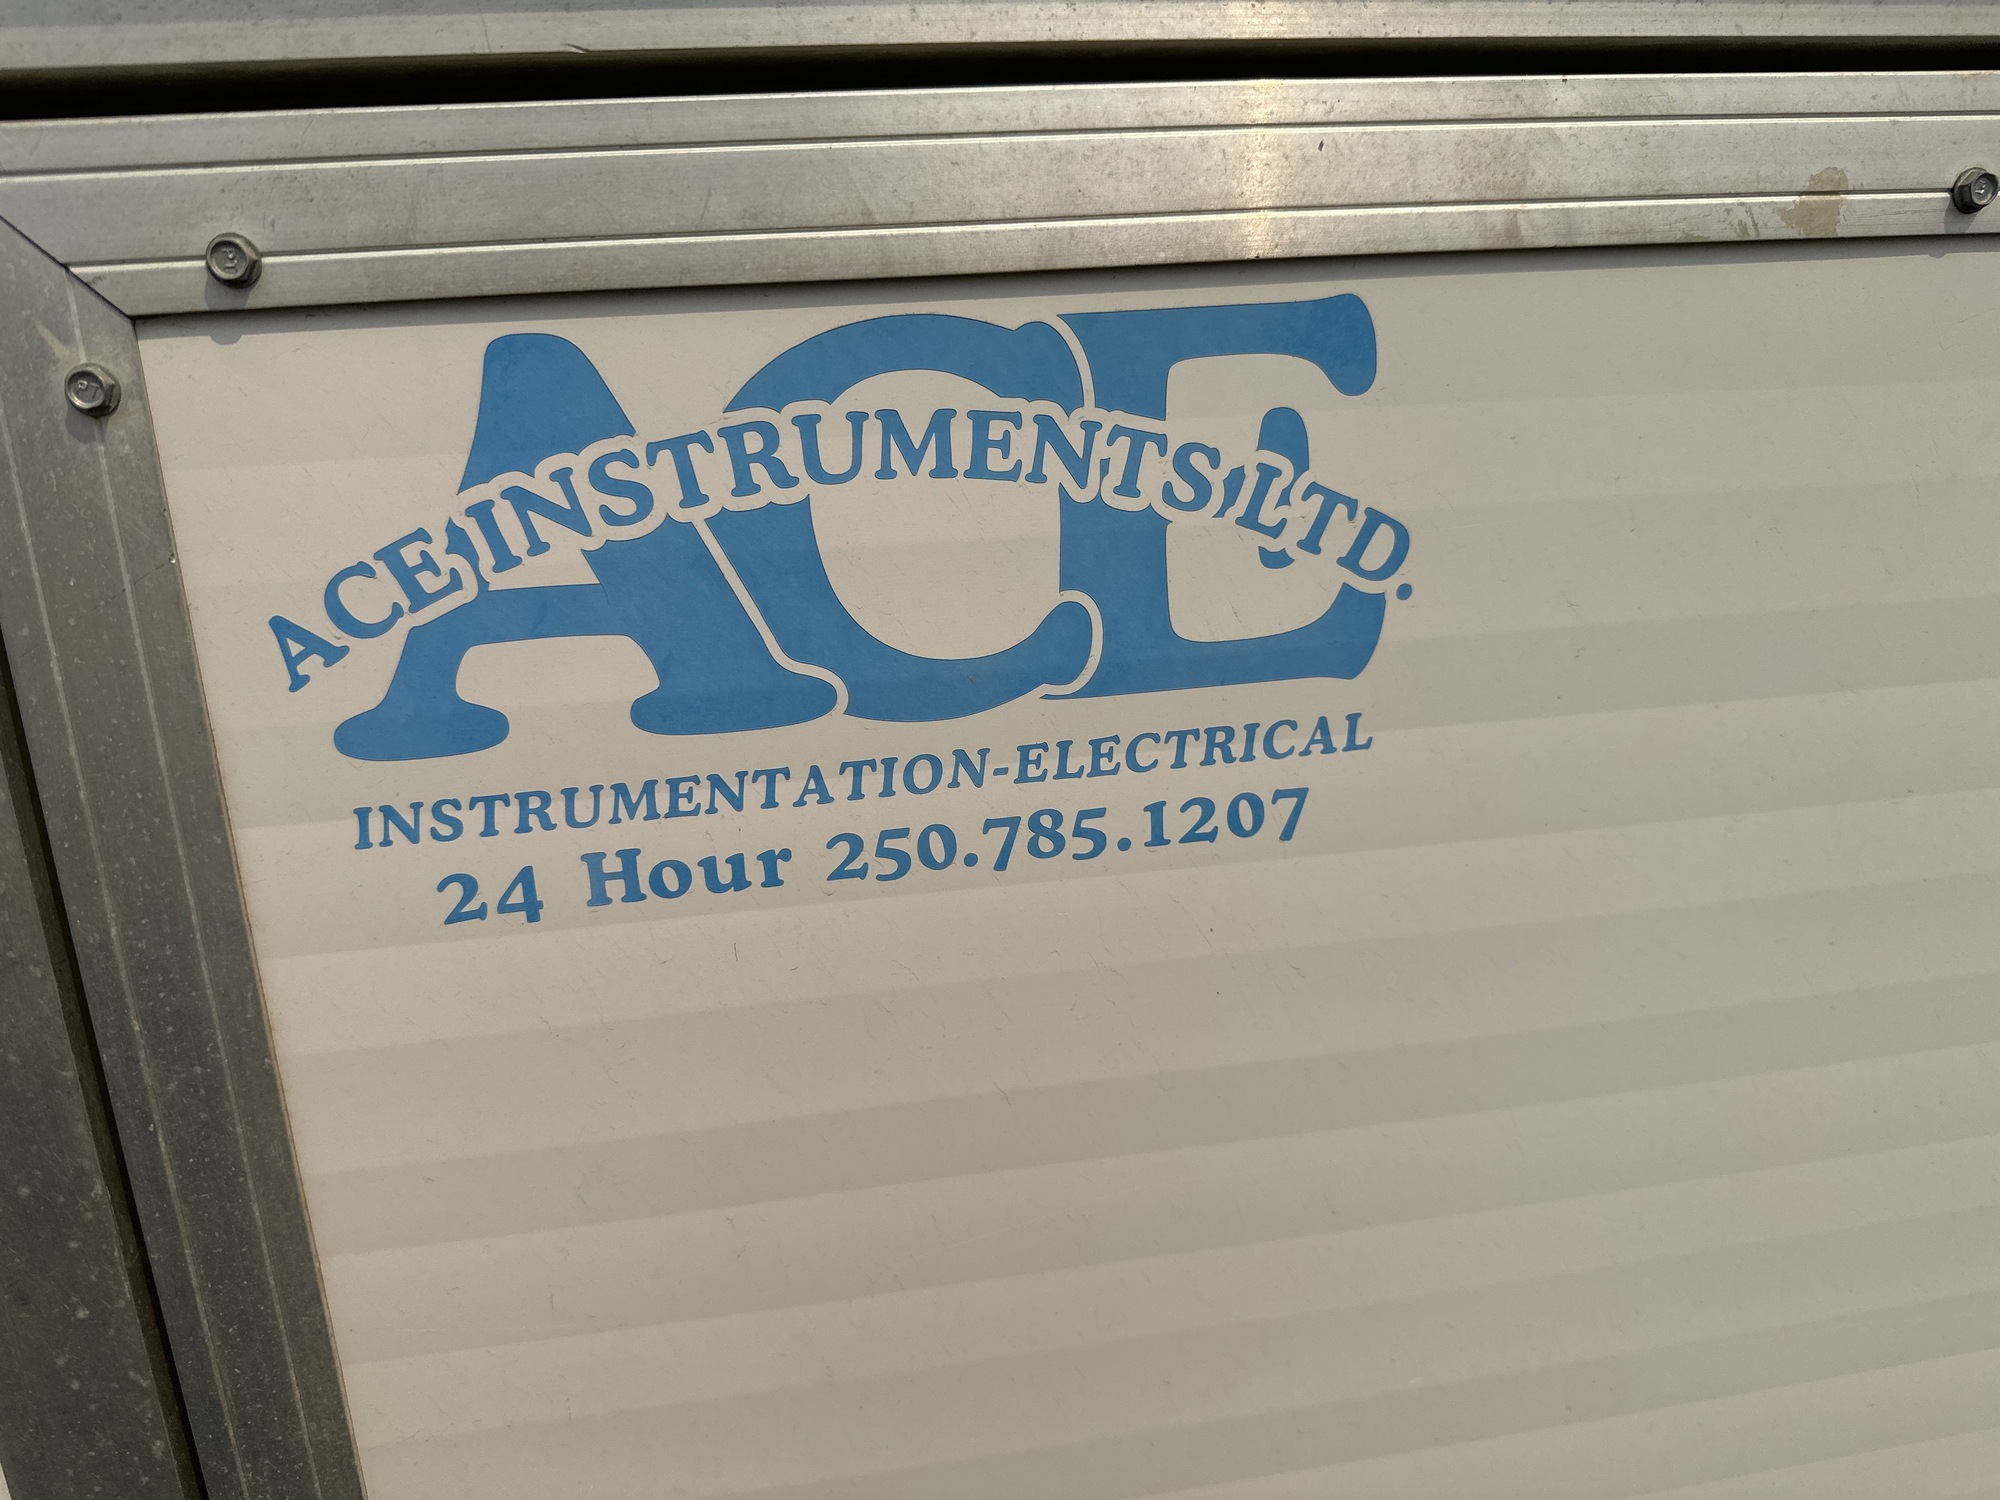 ACE
ACE INSTRUMENTS LTD.
INSTRUMENTATION-ELECTRICAL
24 Hour 250.785.1207